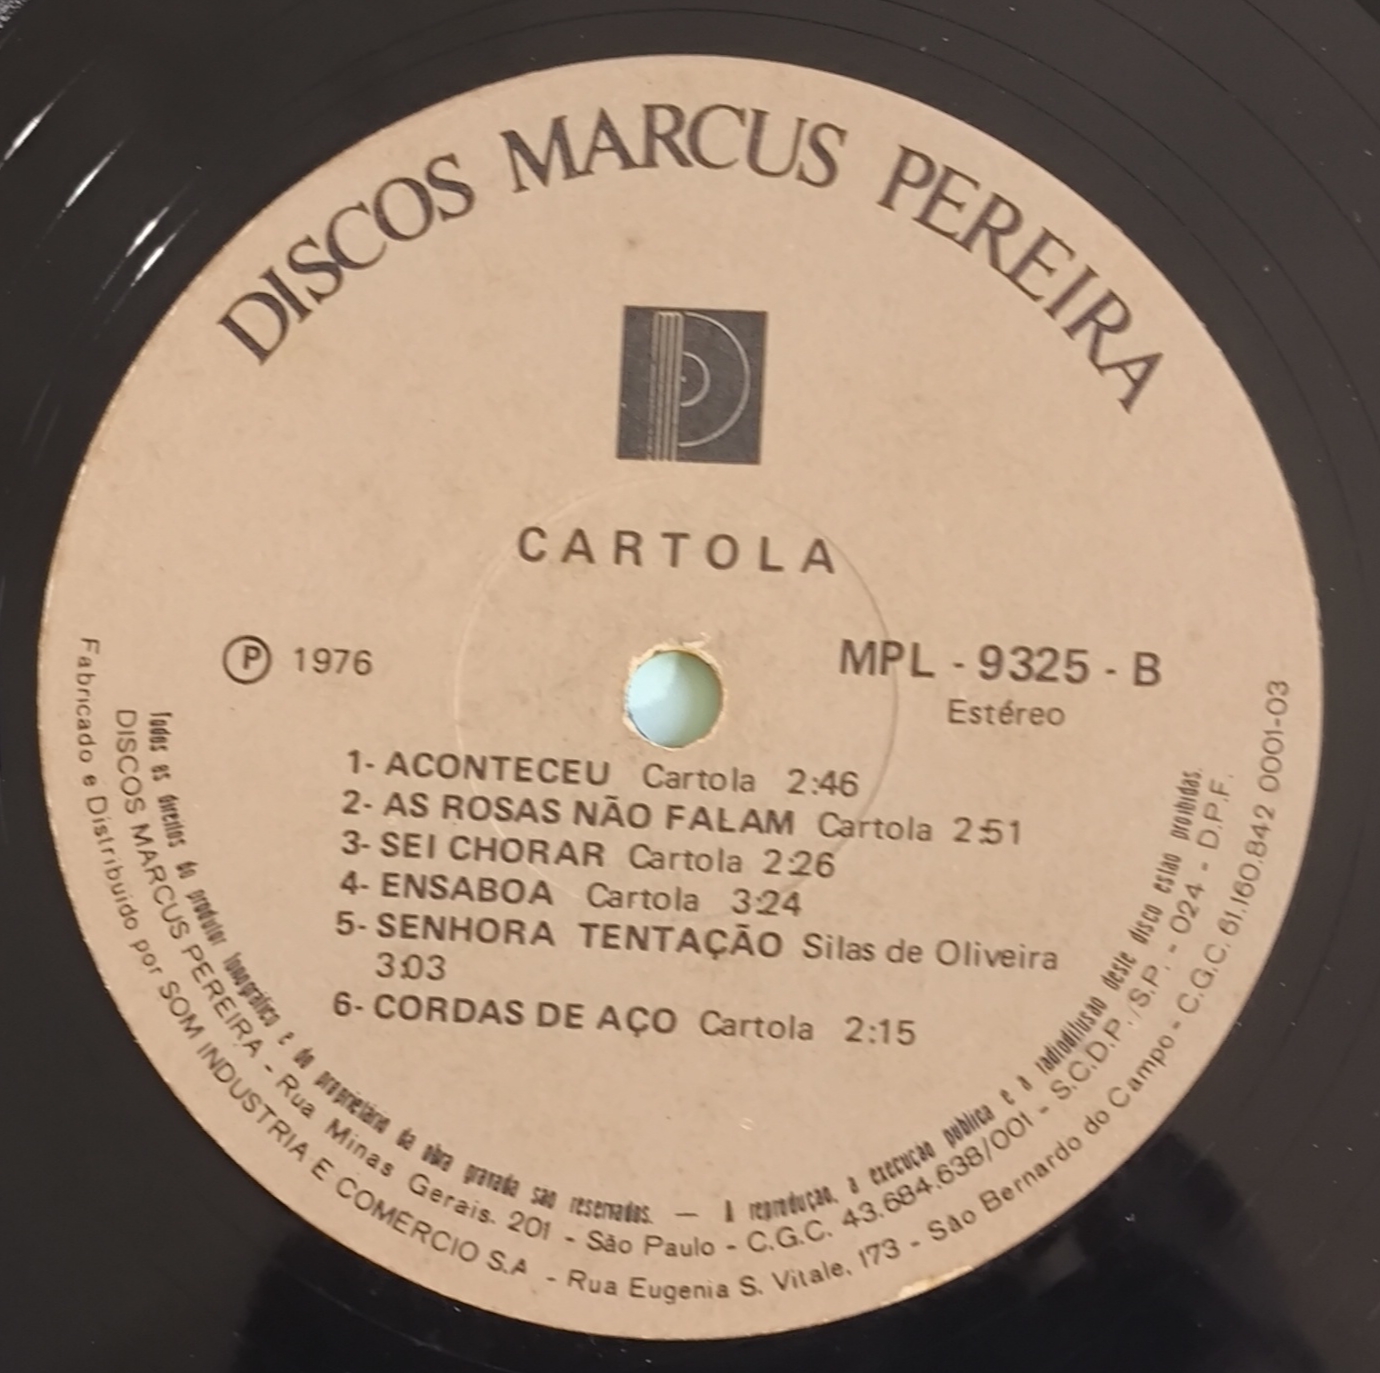 DISCOS MARCUS PEREIRA
CARTOLA
Ⓟ 1976
MPL - 9325 - B
Estéreo
1- ACONTECEU Cartola 2:46
2- AS ROSAS NÃO FALAM Cartola 2:51
3- SEI CHORAR Cartola 2:26
4- ENSABOA Cartola 3:24
5- SENHORA TENTAÇÃO Silas de Oliveira
3:03
6- CORDAS DE AÇO Cartola 2:15
Todos os direitos do produtor fonográfico e do proprietário da obra gravada são reservados. — A reprodução, a execução pública e a radiodifusão deste disco estão proibidas.
DISCOS MARCUS PEREIRA - Rua Minas Gerais. 201 - São Paulo - C.G.C. 43.684.638/001 - S.C.D.P./S.P. - 024 - D.P.F.
Fabricado e Distribuido por SOM INDUSTRIA E COMÉRCIO S.A. - Rua Eugenia S. Vitale, 173 - São Bernardo do Campo - C.G.C. 61.160.842 0001-03